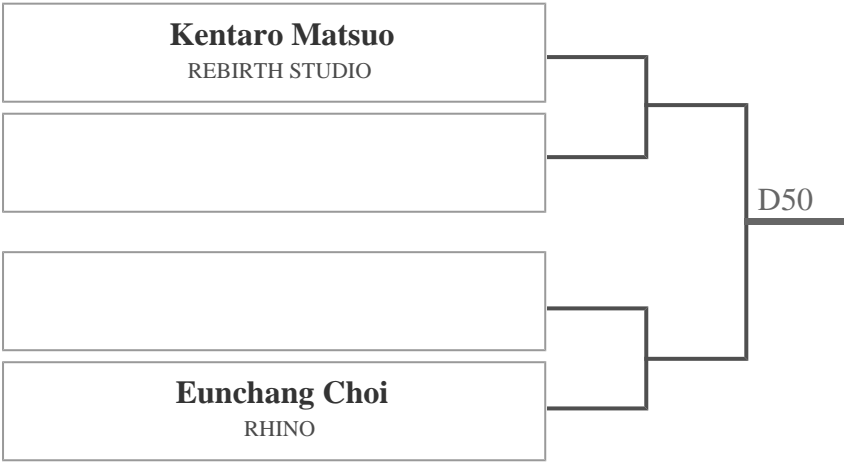 Kentaro Matsuo
REBIRTH STUDIO
D50
Eunchang Choi
RHINO